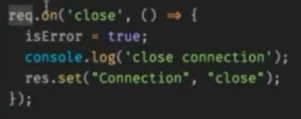 req.on('close', () => {
isError = true;
console.log('close connection');
res.set("Connection", "close");
});